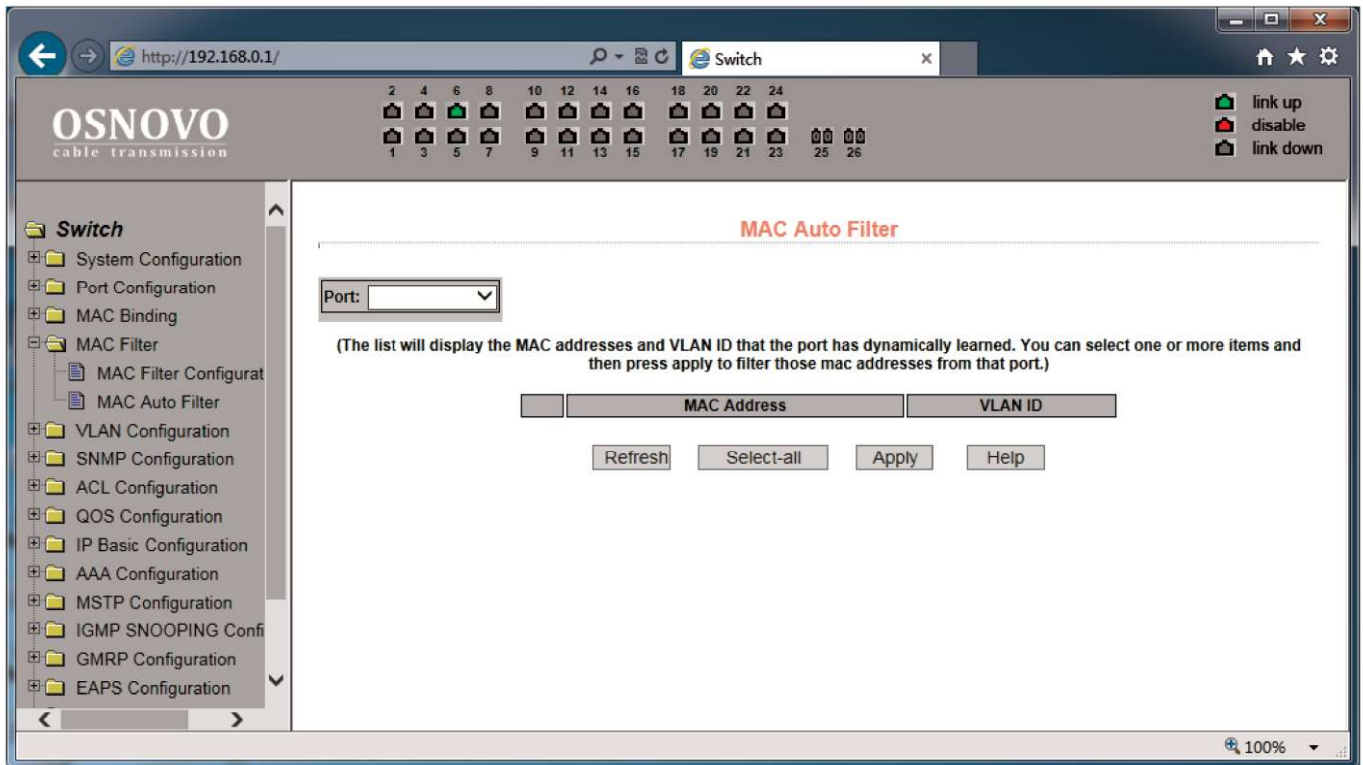 http://192.168.0.1/
Switch
OSNOVO
cable transmission
2 4 6 8 10 12 14 16 18 20 22 24
1 3 5 7 9 11 13 15 17 19 21 23 25 26
link up
disable
link down
Switch
System Configuration
Port Configuration
MAC Binding
MAC Filter
MAC Filter Configurat
MAC Auto Filter
VLAN Configuration
SNMP Configuration
ACL Configuration
QOS Configuration
IP Basic Configuration
AAA Configuration
MSTP Configuration
IGMP SNOOPING Confi
GMRP Configuration
EAPS Configuration
MAC Auto Filter
Port:
(The list will display the MAC addresses and VLAN ID that the port has dynamically learned. You can select one or more items and
then press apply to filter those mac addresses from that port.)
MAC Address VLAN ID
Refresh Select-all Apply Help
100%